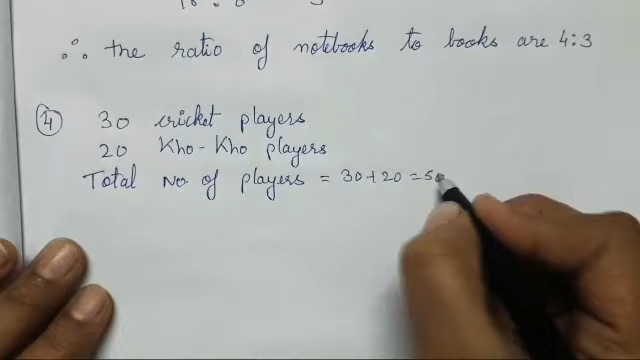 ∴ the ratio of notebooks to books are 4:3
4 30 cricket players
20 Kho-Kho players
Total No. of players = 30+20 = 50